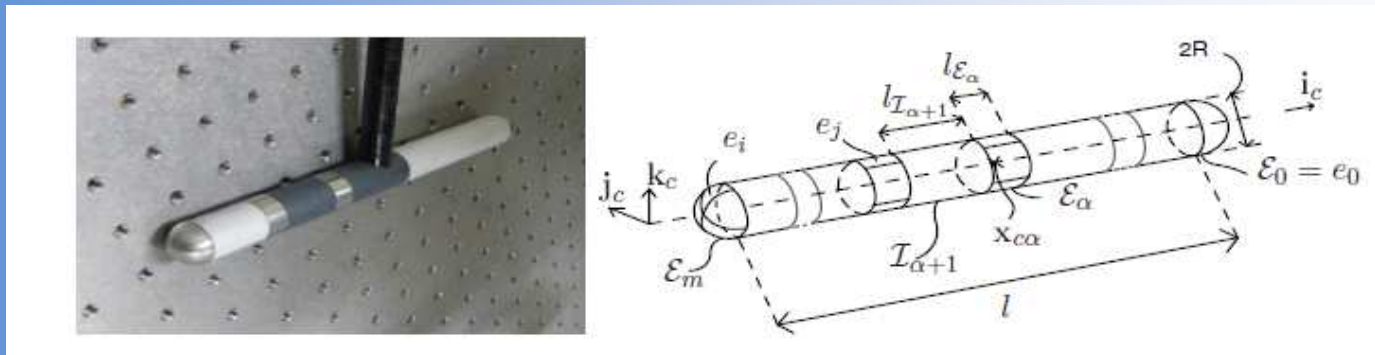 2R
l_{\mathcal{E}_\alpha}
i_c
l_{\mathcal{I}_{\alpha+1}}
e_j
e_i
k_c
j_c
\mathcal{E}_0 = e_0
\mathcal{E}_\alpha
x_{c\alpha}
\mathcal{I}_{\alpha+1}
\mathcal{E}_m
l